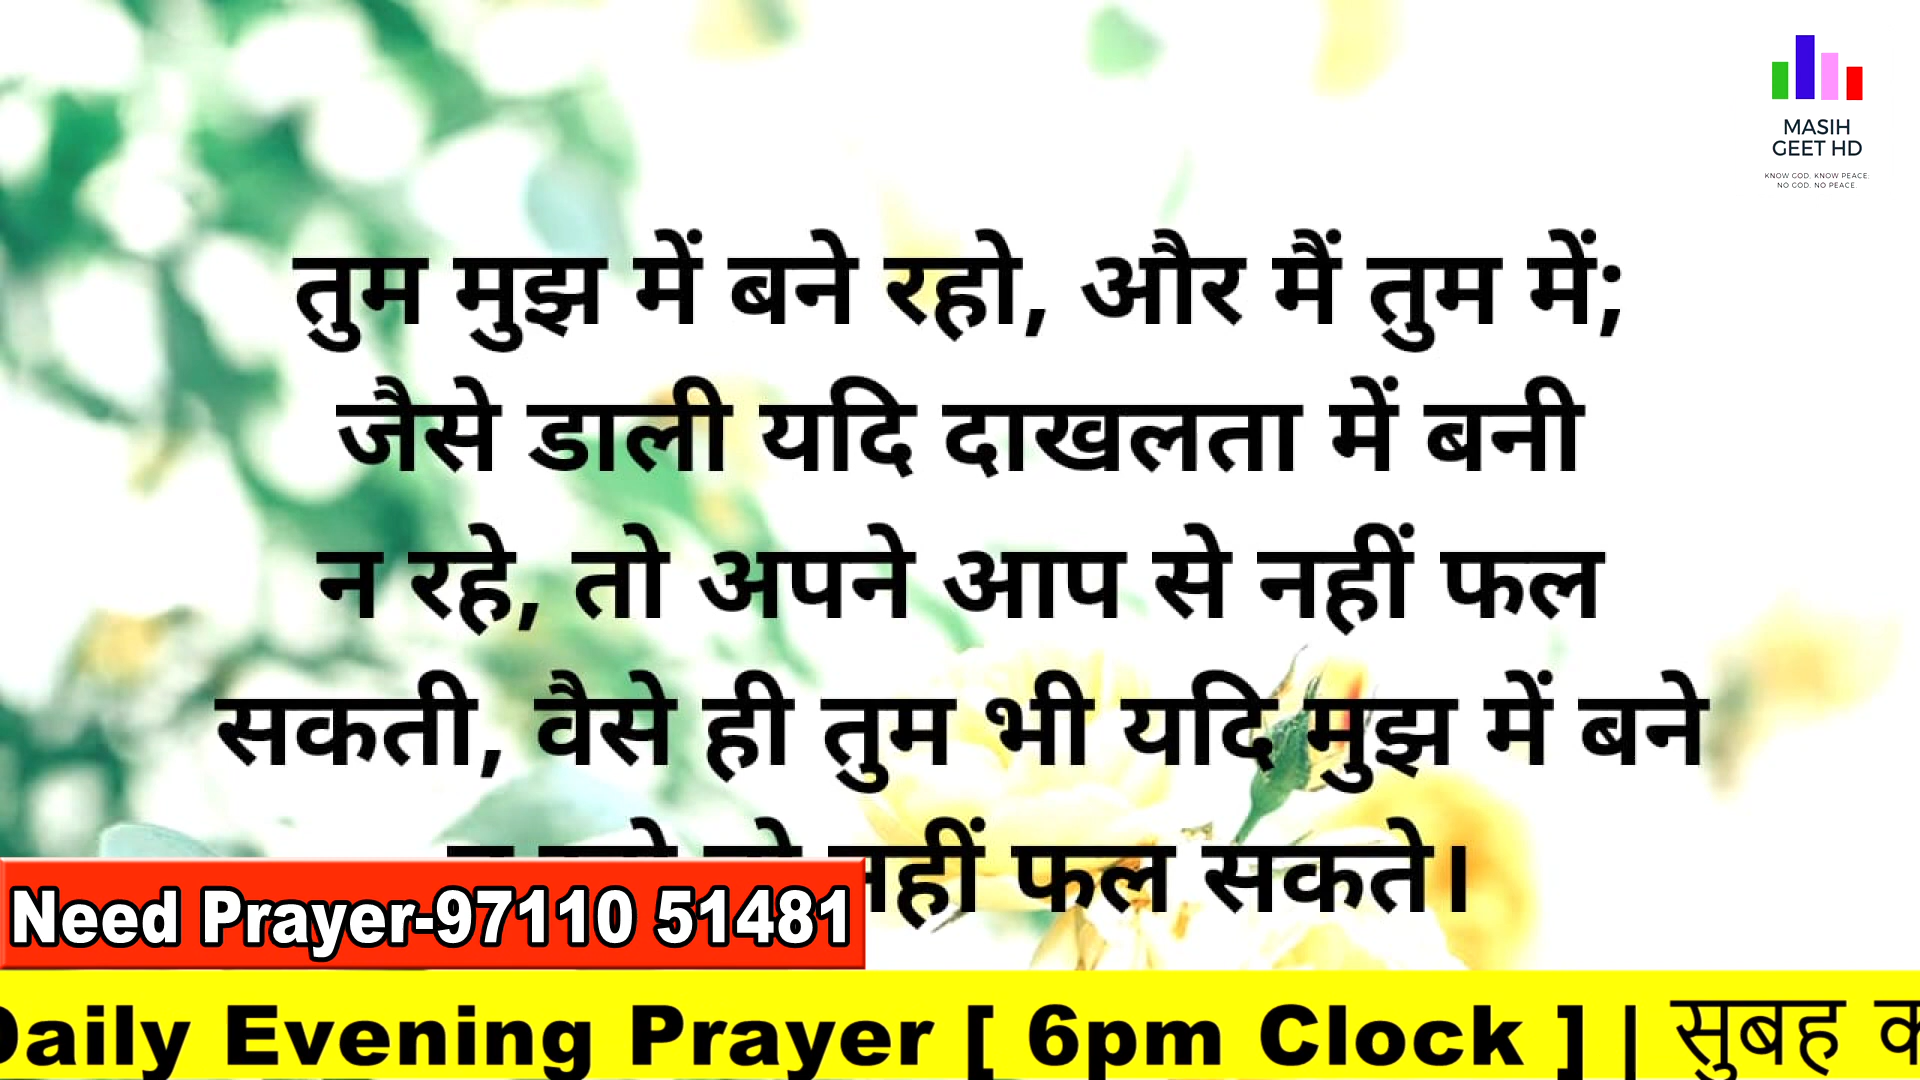 MASIH
GEET HD
KNOW GOD. KNOW PEACE.
NO GOD. NO PEACE.
तुम मुझ में बने रहो, और मैं तुम में;
जैसे डाली यदि दाखलता में बनी
न रहे, तो अपने आप से नहीं फल
सकती, वैसे ही तुम भी यदि मुझ में बने
नहीं फल सकते।
Need Prayer-97110 51481
Daily Evening Prayer [ 6pm Clock ] | सुबह